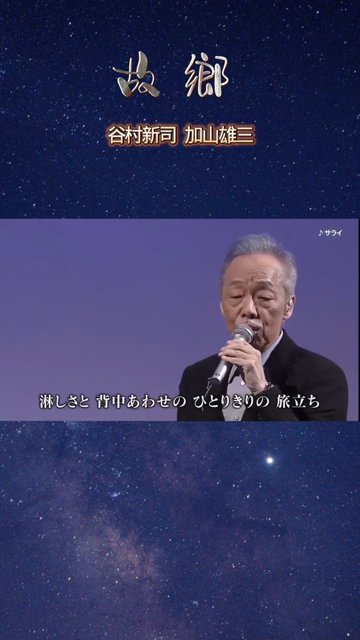 故 鄉
谷村新司 加山雄三
♪サライ
淋しさと 背中あわせの ひとりきりの 旅立ち